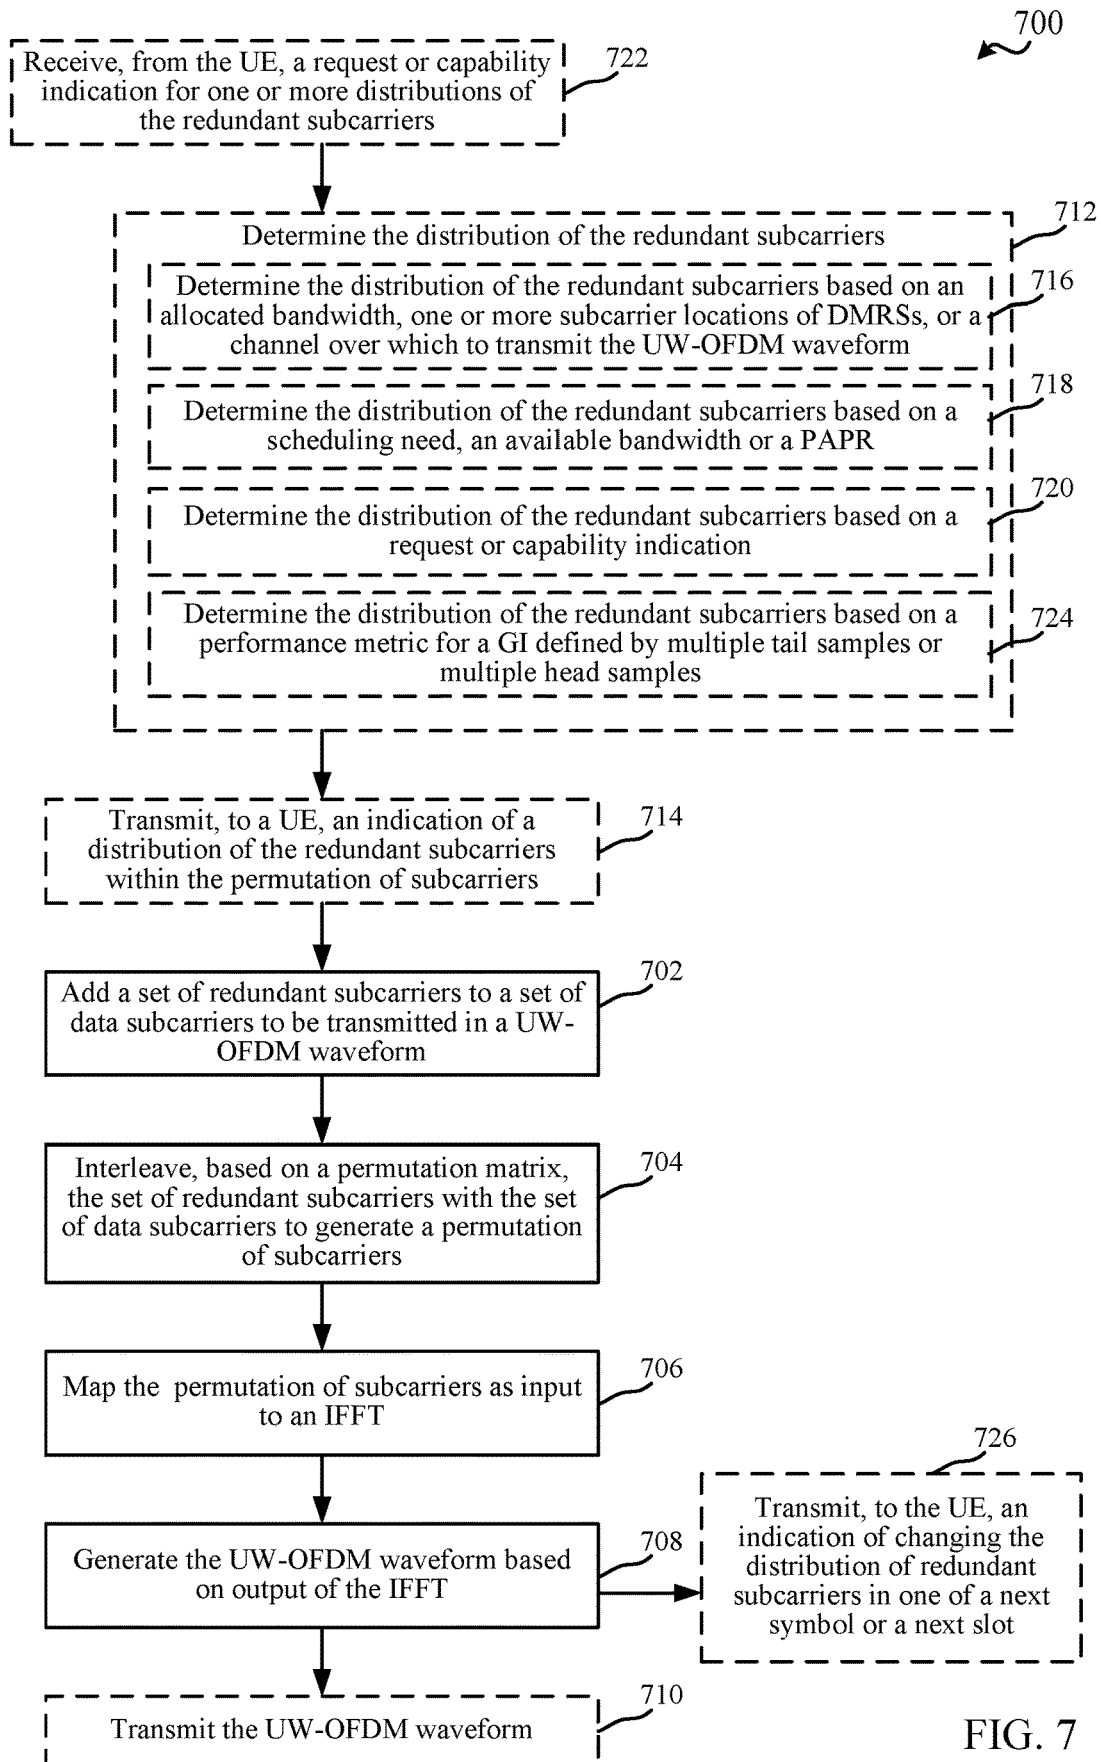 700
Receive, from the UE, a request or capability
indication for one or more distributions of
the redundant subcarriers
722
712
Determine the distribution of the redundant subcarriers
Determine the distribution of the redundant subcarriers based on an
allocated bandwidth, one or more subcarrier locations of DMRSs, or a
channel over which to transmit the UW-OFDM waveform
716
Determine the distribution of the redundant subcarriers based on a
scheduling need, an available bandwidth or a PAPR
718
Determine the distribution of the redundant subcarriers based on a
request or capability indication
720
Determine the distribution of the redundant subcarriers based on a
performance metric for a GI defined by multiple tail samples or
multiple head samples
724
Transmit, to a UE, an indication of a
distribution of the redundant subcarriers
within the permutation of subcarriers
714
Add a set of redundant subcarriers to a set of
data subcarriers to be transmitted in a UW-
OFDM waveform
702
Interleave, based on a permutation matrix,
the set of redundant subcarriers with the set
of data subcarriers to generate a permutation
of subcarriers
704
Map the permutation of subcarriers as input
to an IFFT
706
Generate the UW-OFDM waveform based
on output of the IFFT
708
726
Transmit, to the UE, an
indication of changing the
distribution of redundant
subcarriers in one of a next
symbol or a next slot
Transmit the UW-OFDM waveform
710
FIG. 7